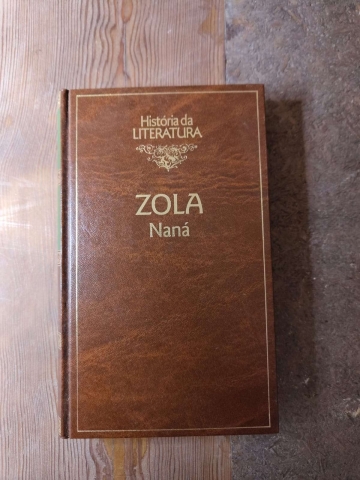 História da
LITERATURA
ZOLA
Naná